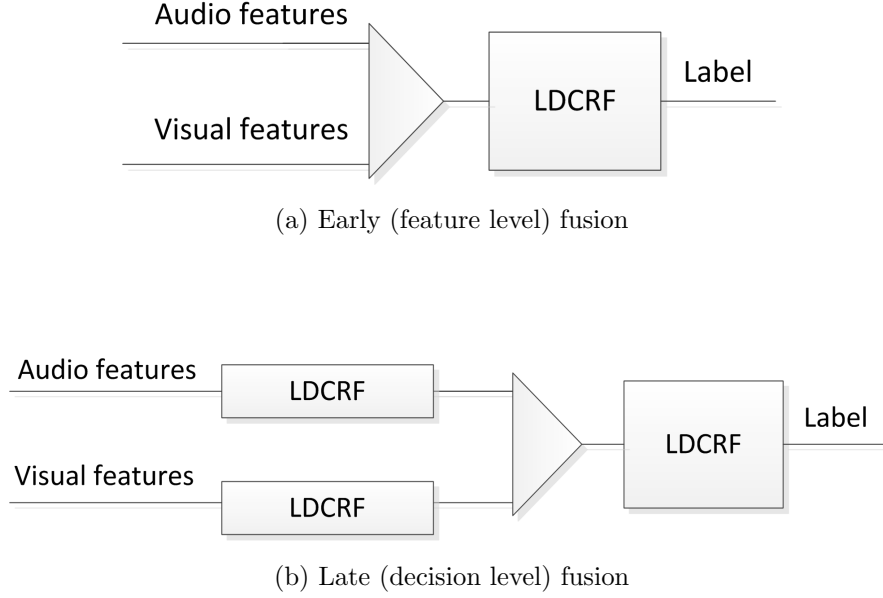 Audio features
Visual features
LDCRF
Label
(a) Early (feature level) fusion
Audio features
LDCRF
Visual features
LDCRF
LDCRF
Label
(b) Late (decision level) fusion